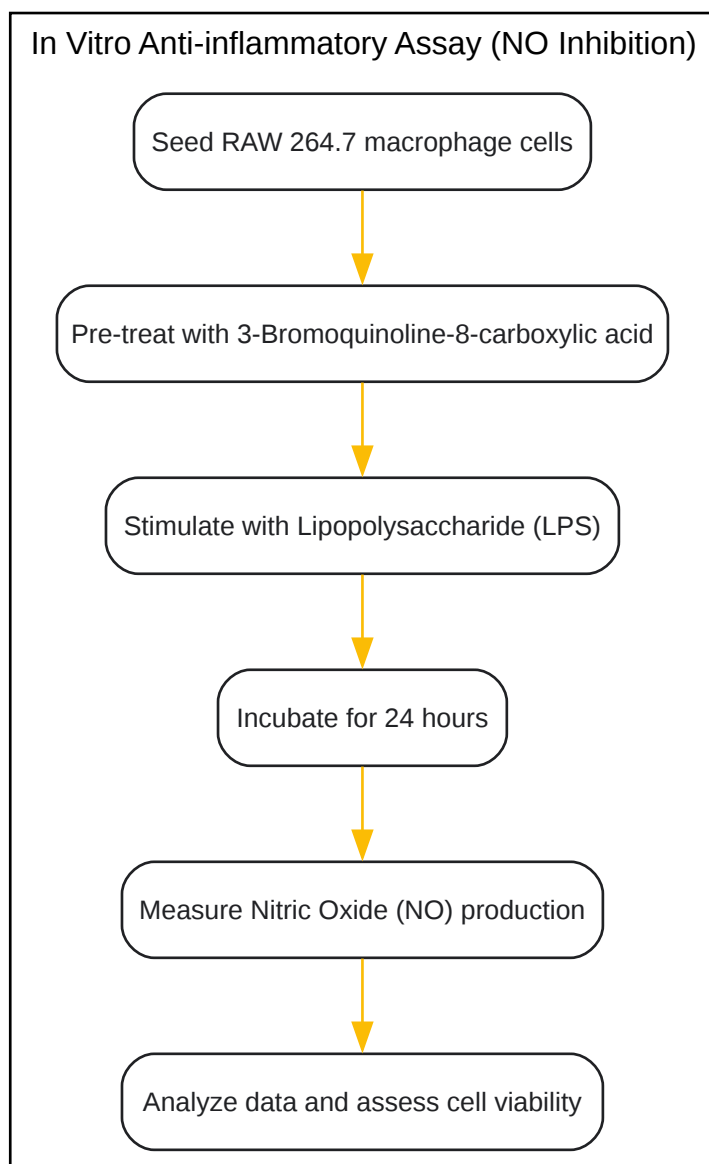 In Vitro Anti-inflammatory Assay (NO Inhibition)
Seed RAW 264.7 macrophage cells
Pre-treat with 3-Bromoquinoline-8-carboxylic acid
Stimulate with Lipopolysaccharide (LPS)
Incubate for 24 hours
Measure Nitric Oxide (NO) production
Analyze data and assess cell viability